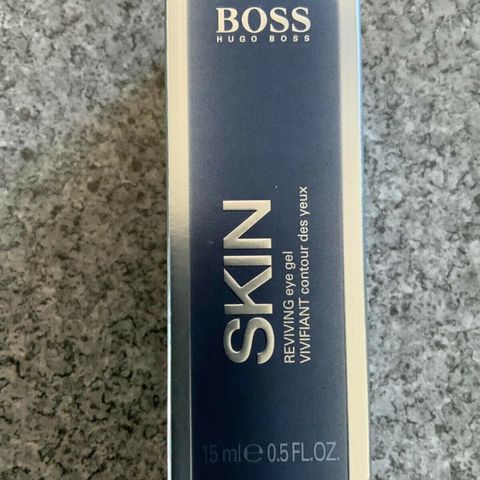 BOSS
HUGO BOSS
SKIN
REVIVING eye gel
VIVIFIANT contour des yeux
15 ml ℮ 0.5 FL.OZ.